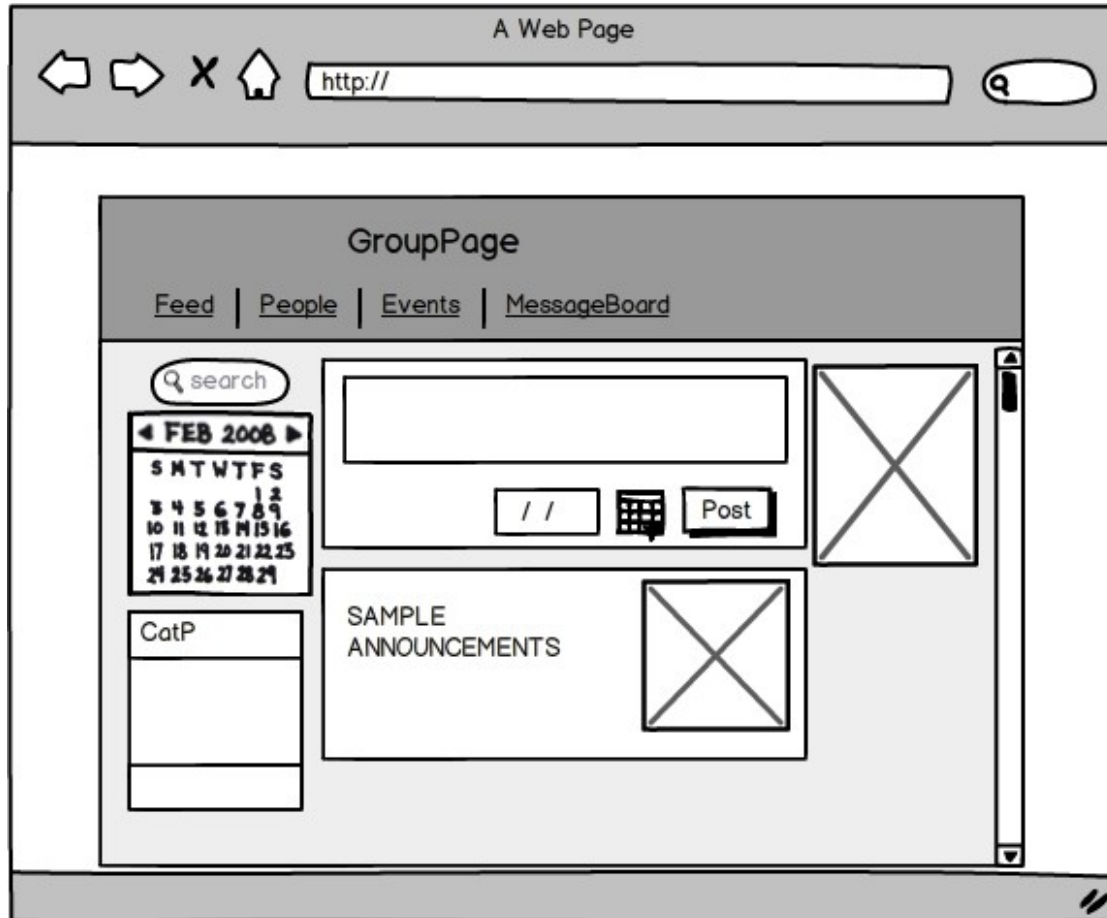 A Web Page
http://
GroupPage
Feed | People | Events | MessageBoard
search
FEB 2008
S M T W T F S
1 2
3 4 5 6 7 8 9
10 11 12 13 14 15 16
17 18 19 20 21 22 23
24 25 26 27 28 29
/ /
Post
CatP
SAMPLE
ANNOUNCEMENTS